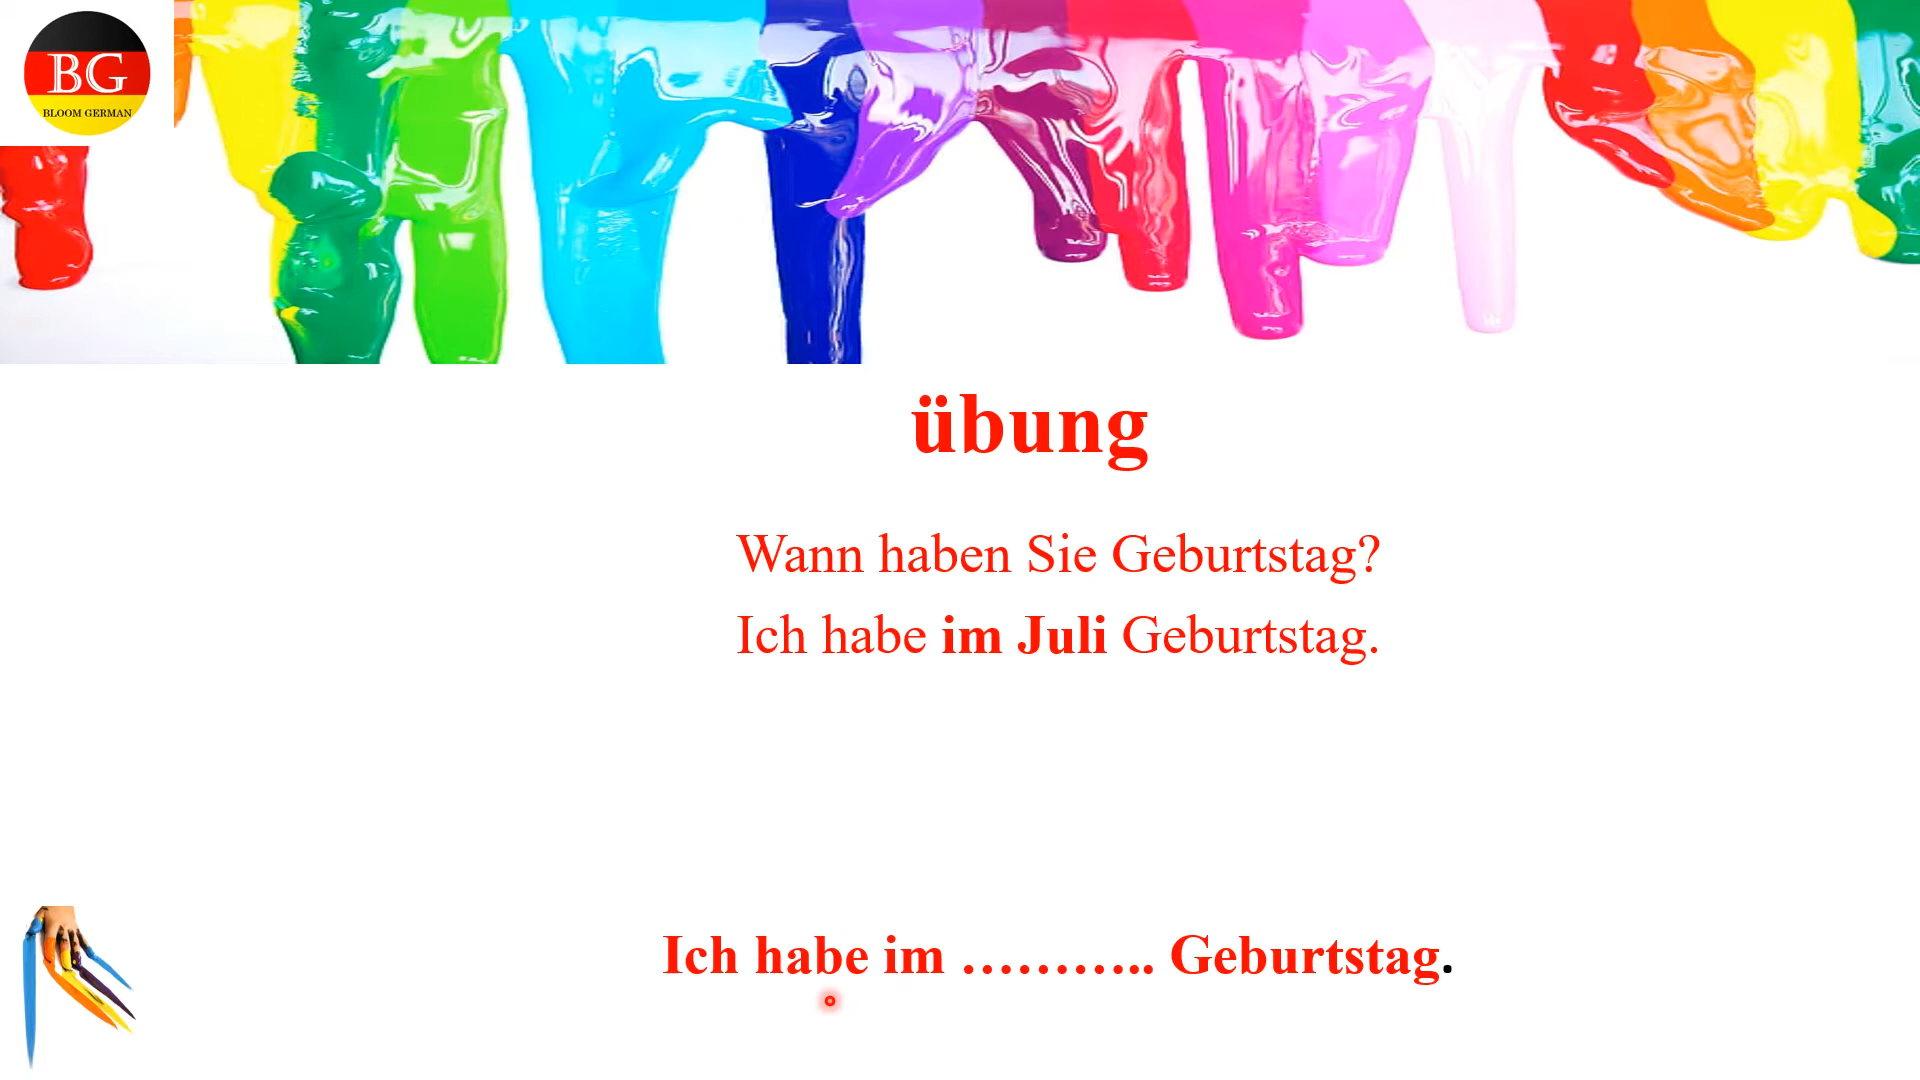 BG
BLOOM GERMAN
übung
Wann haben Sie Geburtstag?
Ich habe im Juli Geburtstag.
Ich habe im ……….. Geburtstag.